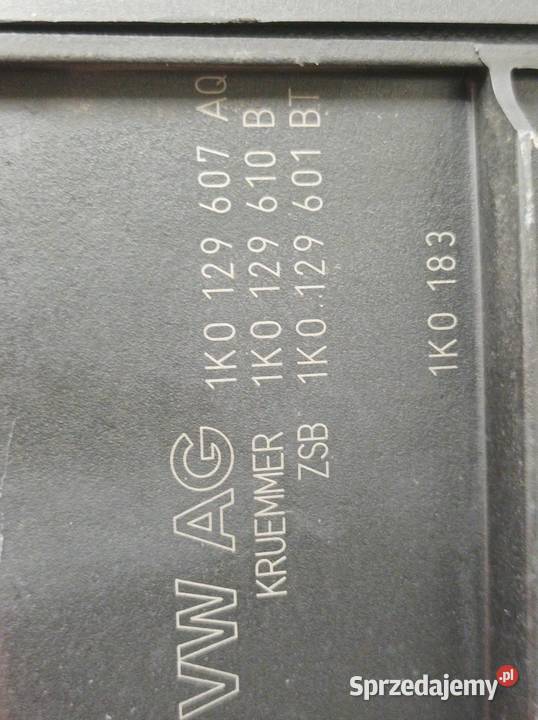 VW AG 1K0 129 607 AQ
KRUEMMER 1K0 129 610 B
ZSB 1K0 129 601 BT
1K0 183
Sprzedajemy.pl